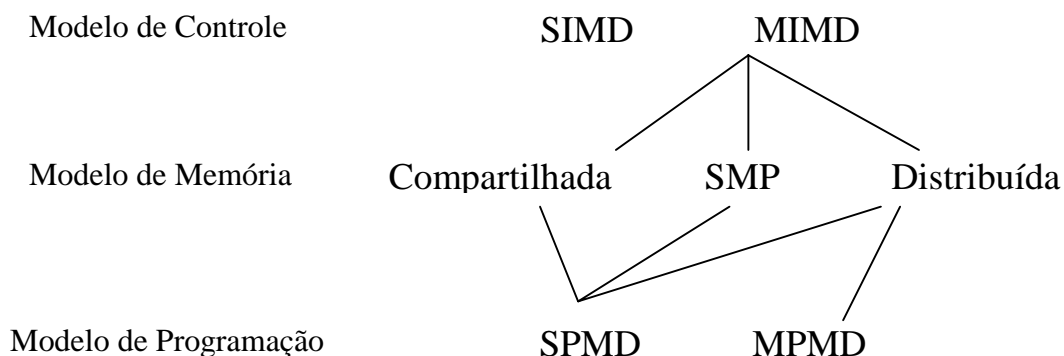 Modelo de Controle SIMD MIMD
Modelo de Memória Compartilhada SMP Distribuída
Modelo de Programação SPMD MPMD